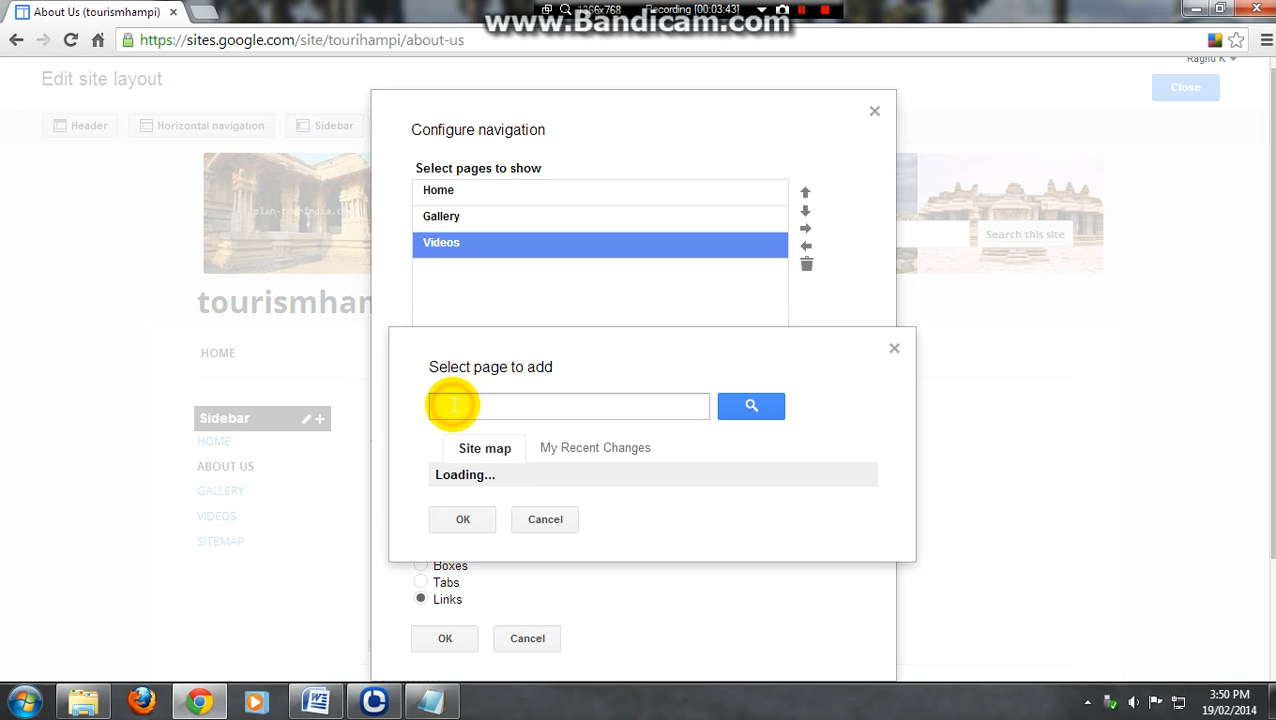 About Us (tourismhampi)
1366x768
Recording [00:03:43]
www.Bandicam.com
https://sites.google.com/site/tourihampi/about-us
Raghu K
Edit site layout
Close
Header
Horizontal navigation
Sidebar
Configure navigation
Select pages to show
Home
Gallery
Videos
Search this site
tourismham
HOME
Select page to add
Sidebar
HOME
ABOUT US
GALLERY
VIDEOS
SITEMAP
Site map
My Recent Changes
Loading...
OK
Cancel
Boxes
Tabs
Links
OK
Cancel
3:50 PM
19/02/2014